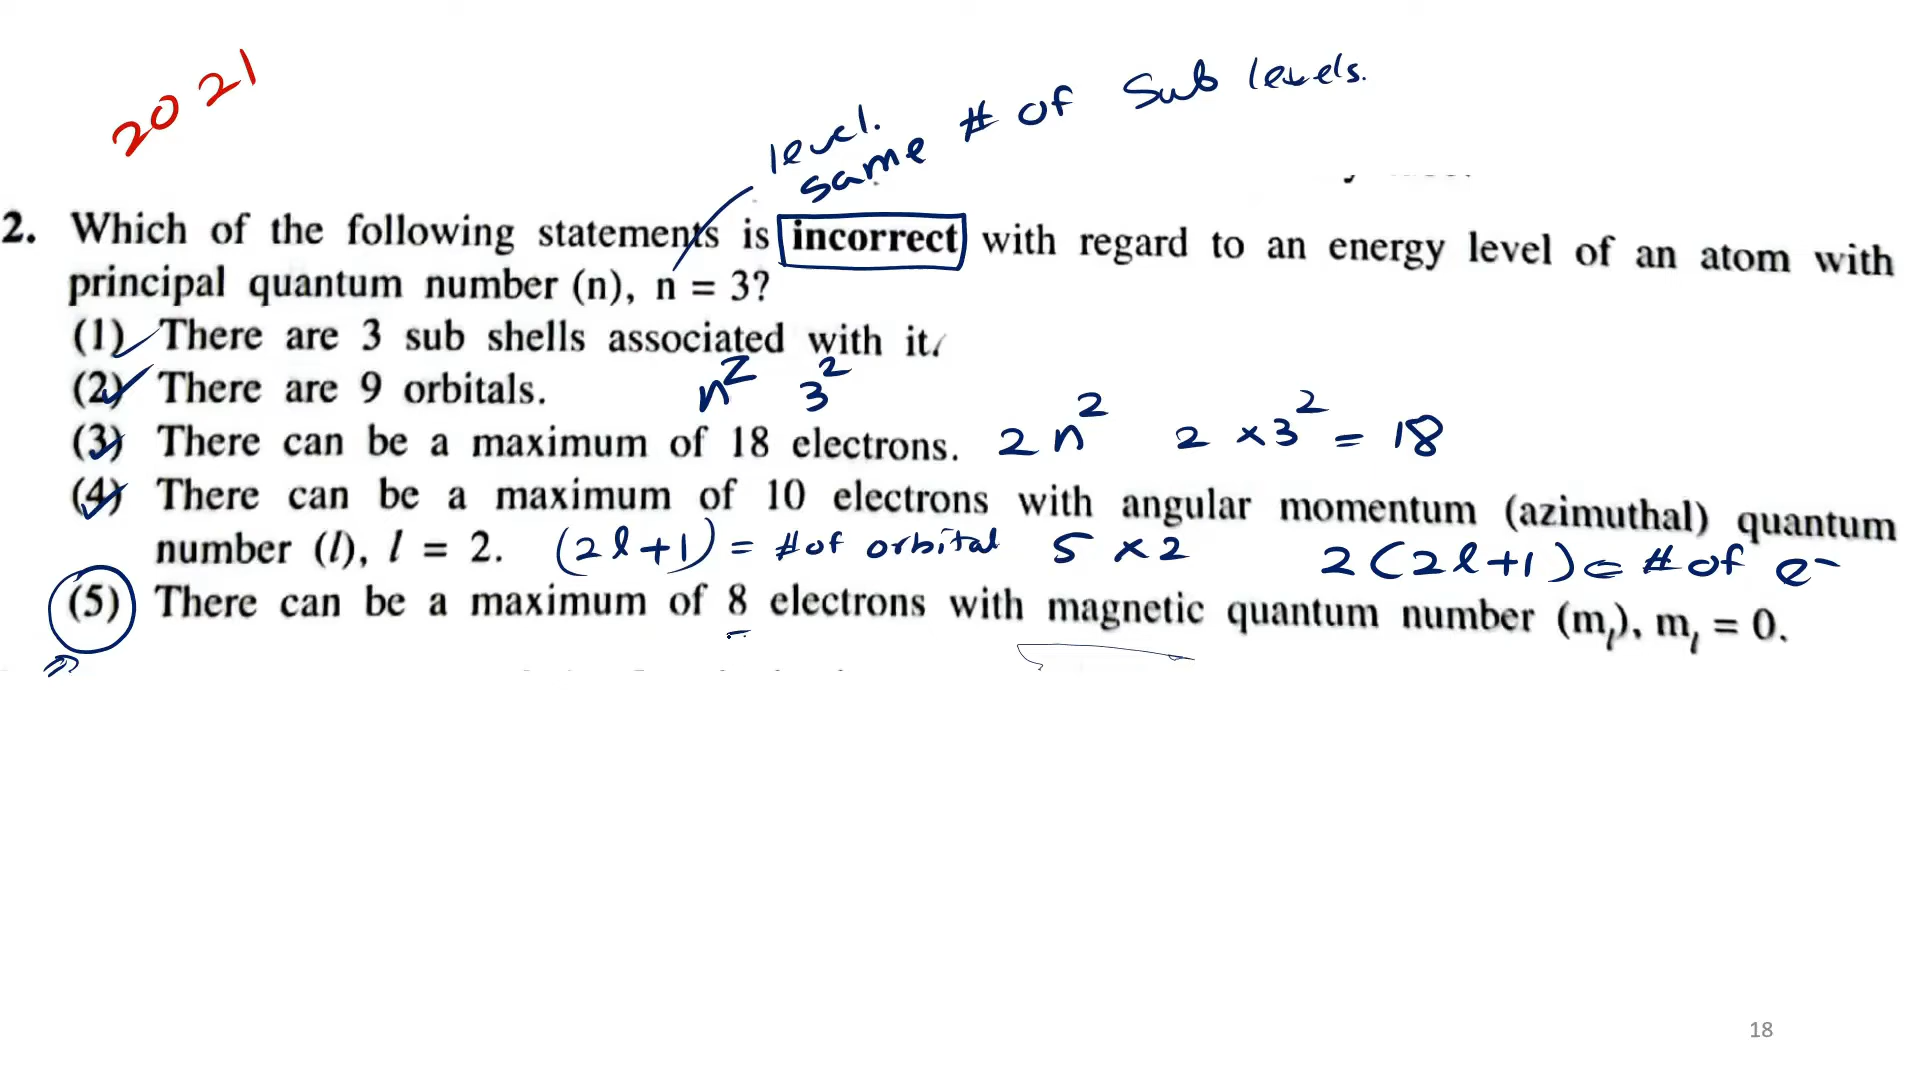 2021
level.
same # of Sub levels.
2. Which of the following statements is incorrect with regard to an energy level of an atom with
principal quantum number (n), n = 3?
(1) There are 3 sub shells associated with it.
(2) There are 9 orbitals. n² 3²
(3) There can be a maximum of 18 electrons. 2n² 2 × 3² = 18
(4) There can be a maximum of 10 electrons with angular momentum (azimuthal) quantum
number (l), l = 2. (2l+1) = # of orbital 5 × 2 2(2l+1) = # of e-
(5) There can be a maximum of 8 electrons with magnetic quantum number (mₗ), mₗ = 0.
18